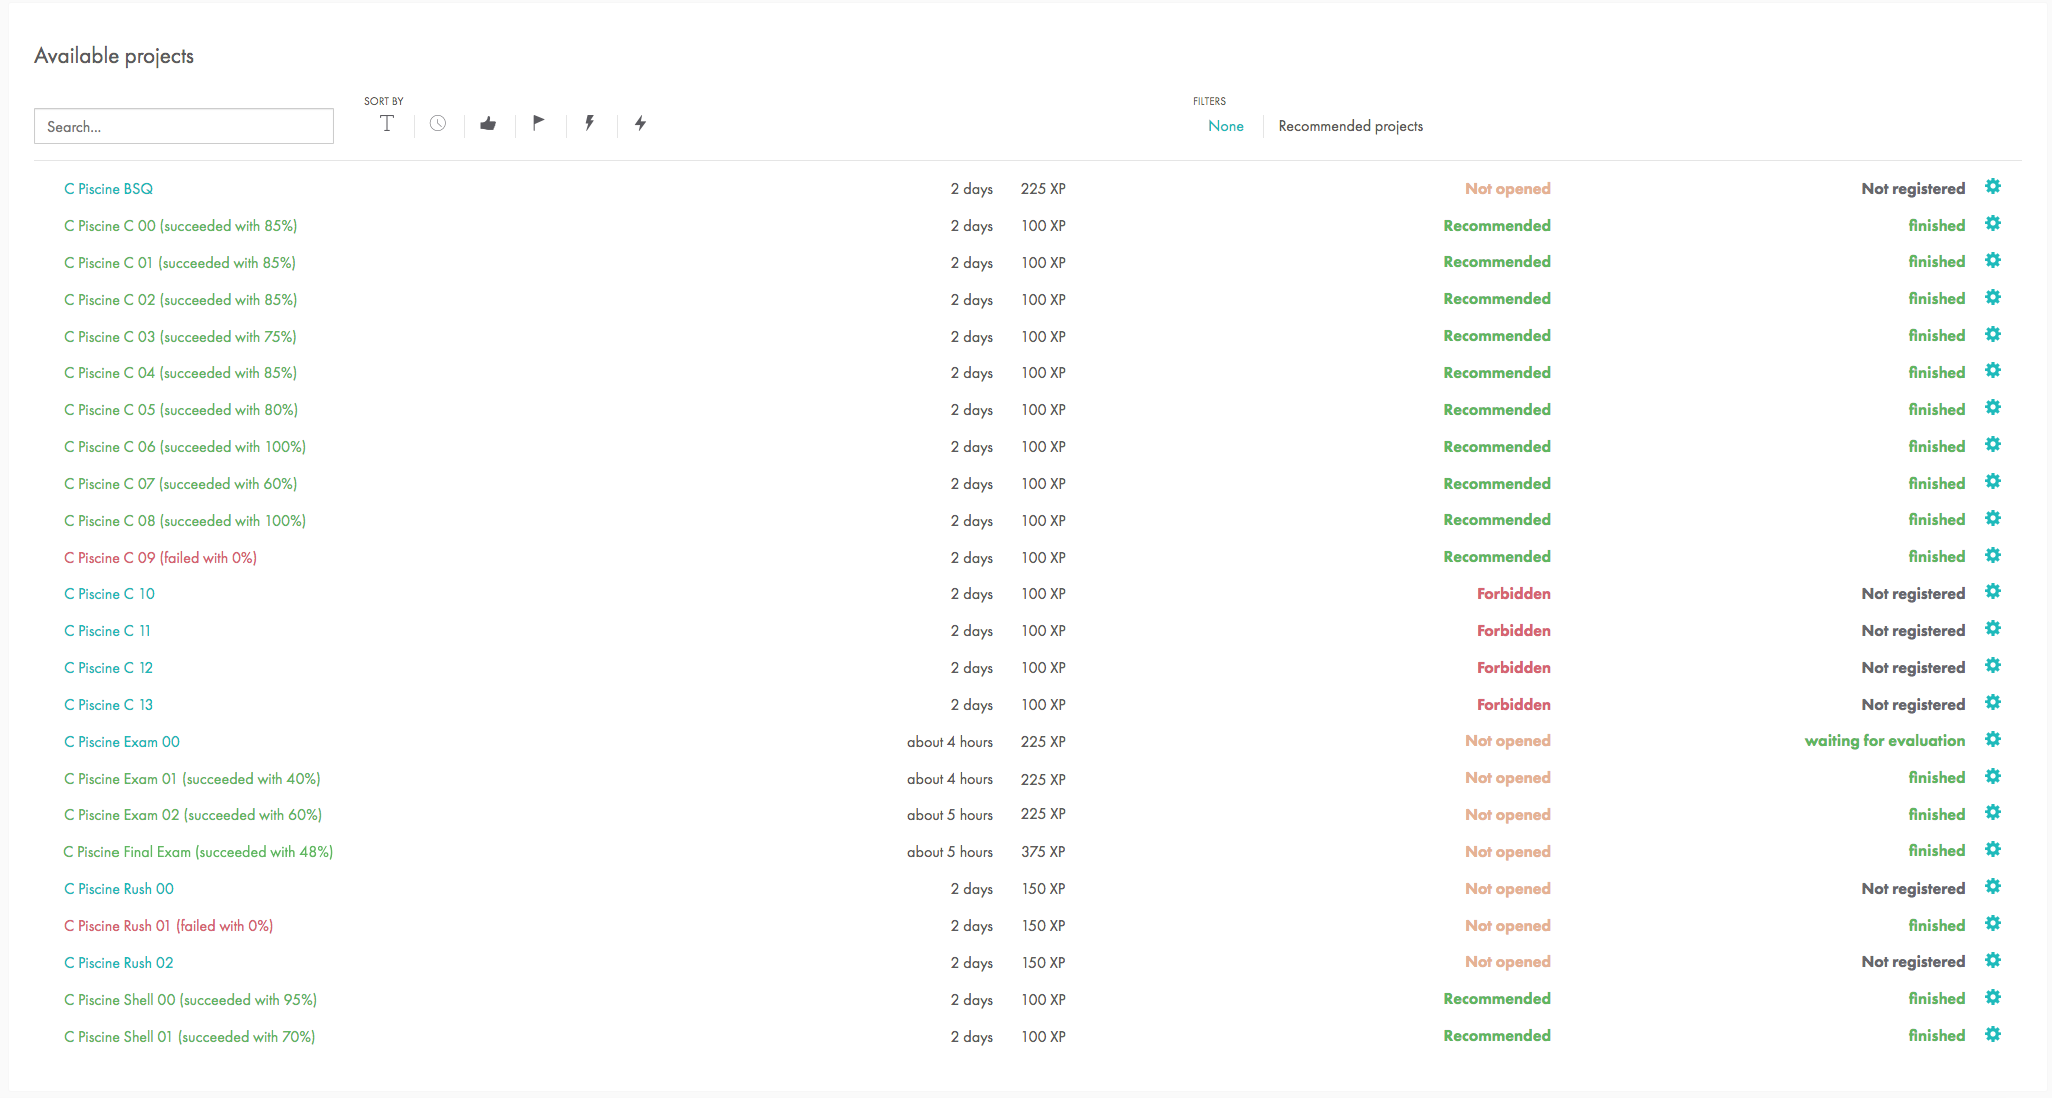 Available projects
SORT BY
FILTERS
Search...
None Recommended projects
C Piscine BSQ 2 days 225 XP Not opened Not registered
C Piscine C 00 (succeeded with 85%) 2 days 100 XP Recommended finished
C Piscine C 01 (succeeded with 85%) 2 days 100 XP Recommended finished
C Piscine C 02 (succeeded with 85%) 2 days 100 XP Recommended finished
C Piscine C 03 (succeeded with 75%) 2 days 100 XP Recommended finished
C Piscine C 04 (succeeded with 85%) 2 days 100 XP Recommended finished
C Piscine C 05 (succeeded with 80%) 2 days 100 XP Recommended finished
C Piscine C 06 (succeeded with 100%) 2 days 100 XP Recommended finished
C Piscine C 07 (succeeded with 60%) 2 days 100 XP Recommended finished
C Piscine C 08 (succeeded with 100%) 2 days 100 XP Recommended finished
C Piscine C 09 (failed with 0%) 2 days 100 XP Recommended finished
C Piscine C 10 2 days 100 XP Forbidden Not registered
C Piscine C 11 2 days 100 XP Forbidden Not registered
C Piscine C 12 2 days 100 XP Forbidden Not registered
C Piscine C 13 2 days 100 XP Forbidden Not registered
C Piscine Exam 00 about 4 hours 225 XP Not opened waiting for evaluation
C Piscine Exam 01 (succeeded with 40%) about 4 hours 225 XP Not opened finished
C Piscine Exam 02 (succeeded with 60%) about 5 hours 225 XP Not opened finished
C Piscine Final Exam (succeeded with 48%) about 5 hours 375 XP Not opened finished
C Piscine Rush 00 2 days 150 XP Not opened Not registered
C Piscine Rush 01 (failed with 0%) 2 days 150 XP Not opened finished
C Piscine Rush 02 2 days 150 XP Not opened Not registered
C Piscine Shell 00 (succeeded with 95%) 2 days 100 XP Recommended finished
C Piscine Shell 01 (succeeded with 70%) 2 days 100 XP Recommended finished